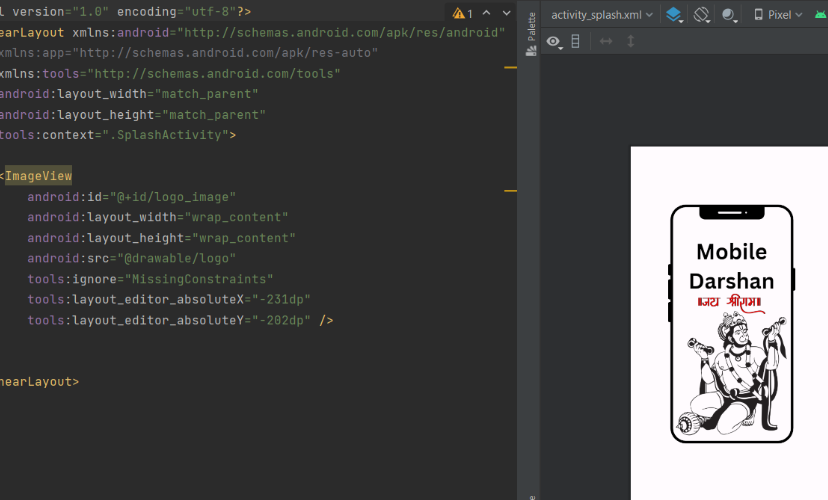 l version="1.0" encoding="utf-8"?>
1
earLayout xmlns:android="http://schemas.android.com/apk/res/android"
xmlns:app="http://schemas.android.com/apk/res-auto"
xmlns:tools="http://schemas.android.com/tools"
android:layout_width="match_parent"
android:layout_height="match_parent"
tools:context=".SplashActivity">
<ImageView
android:id="@+id/logo_image"
android:layout_width="wrap_content"
android:layout_height="wrap_content"
android:src="@drawable/logo"
tools:ignore="MissingConstraints"
tools:layout_editor_absoluteX="-231dp"
tools:layout_editor_absoluteY="-202dp" />
nearLayout>
Palette
activity_splash.xml
Pixel
Mobile
Darshan
॥जय श्रीराम॥